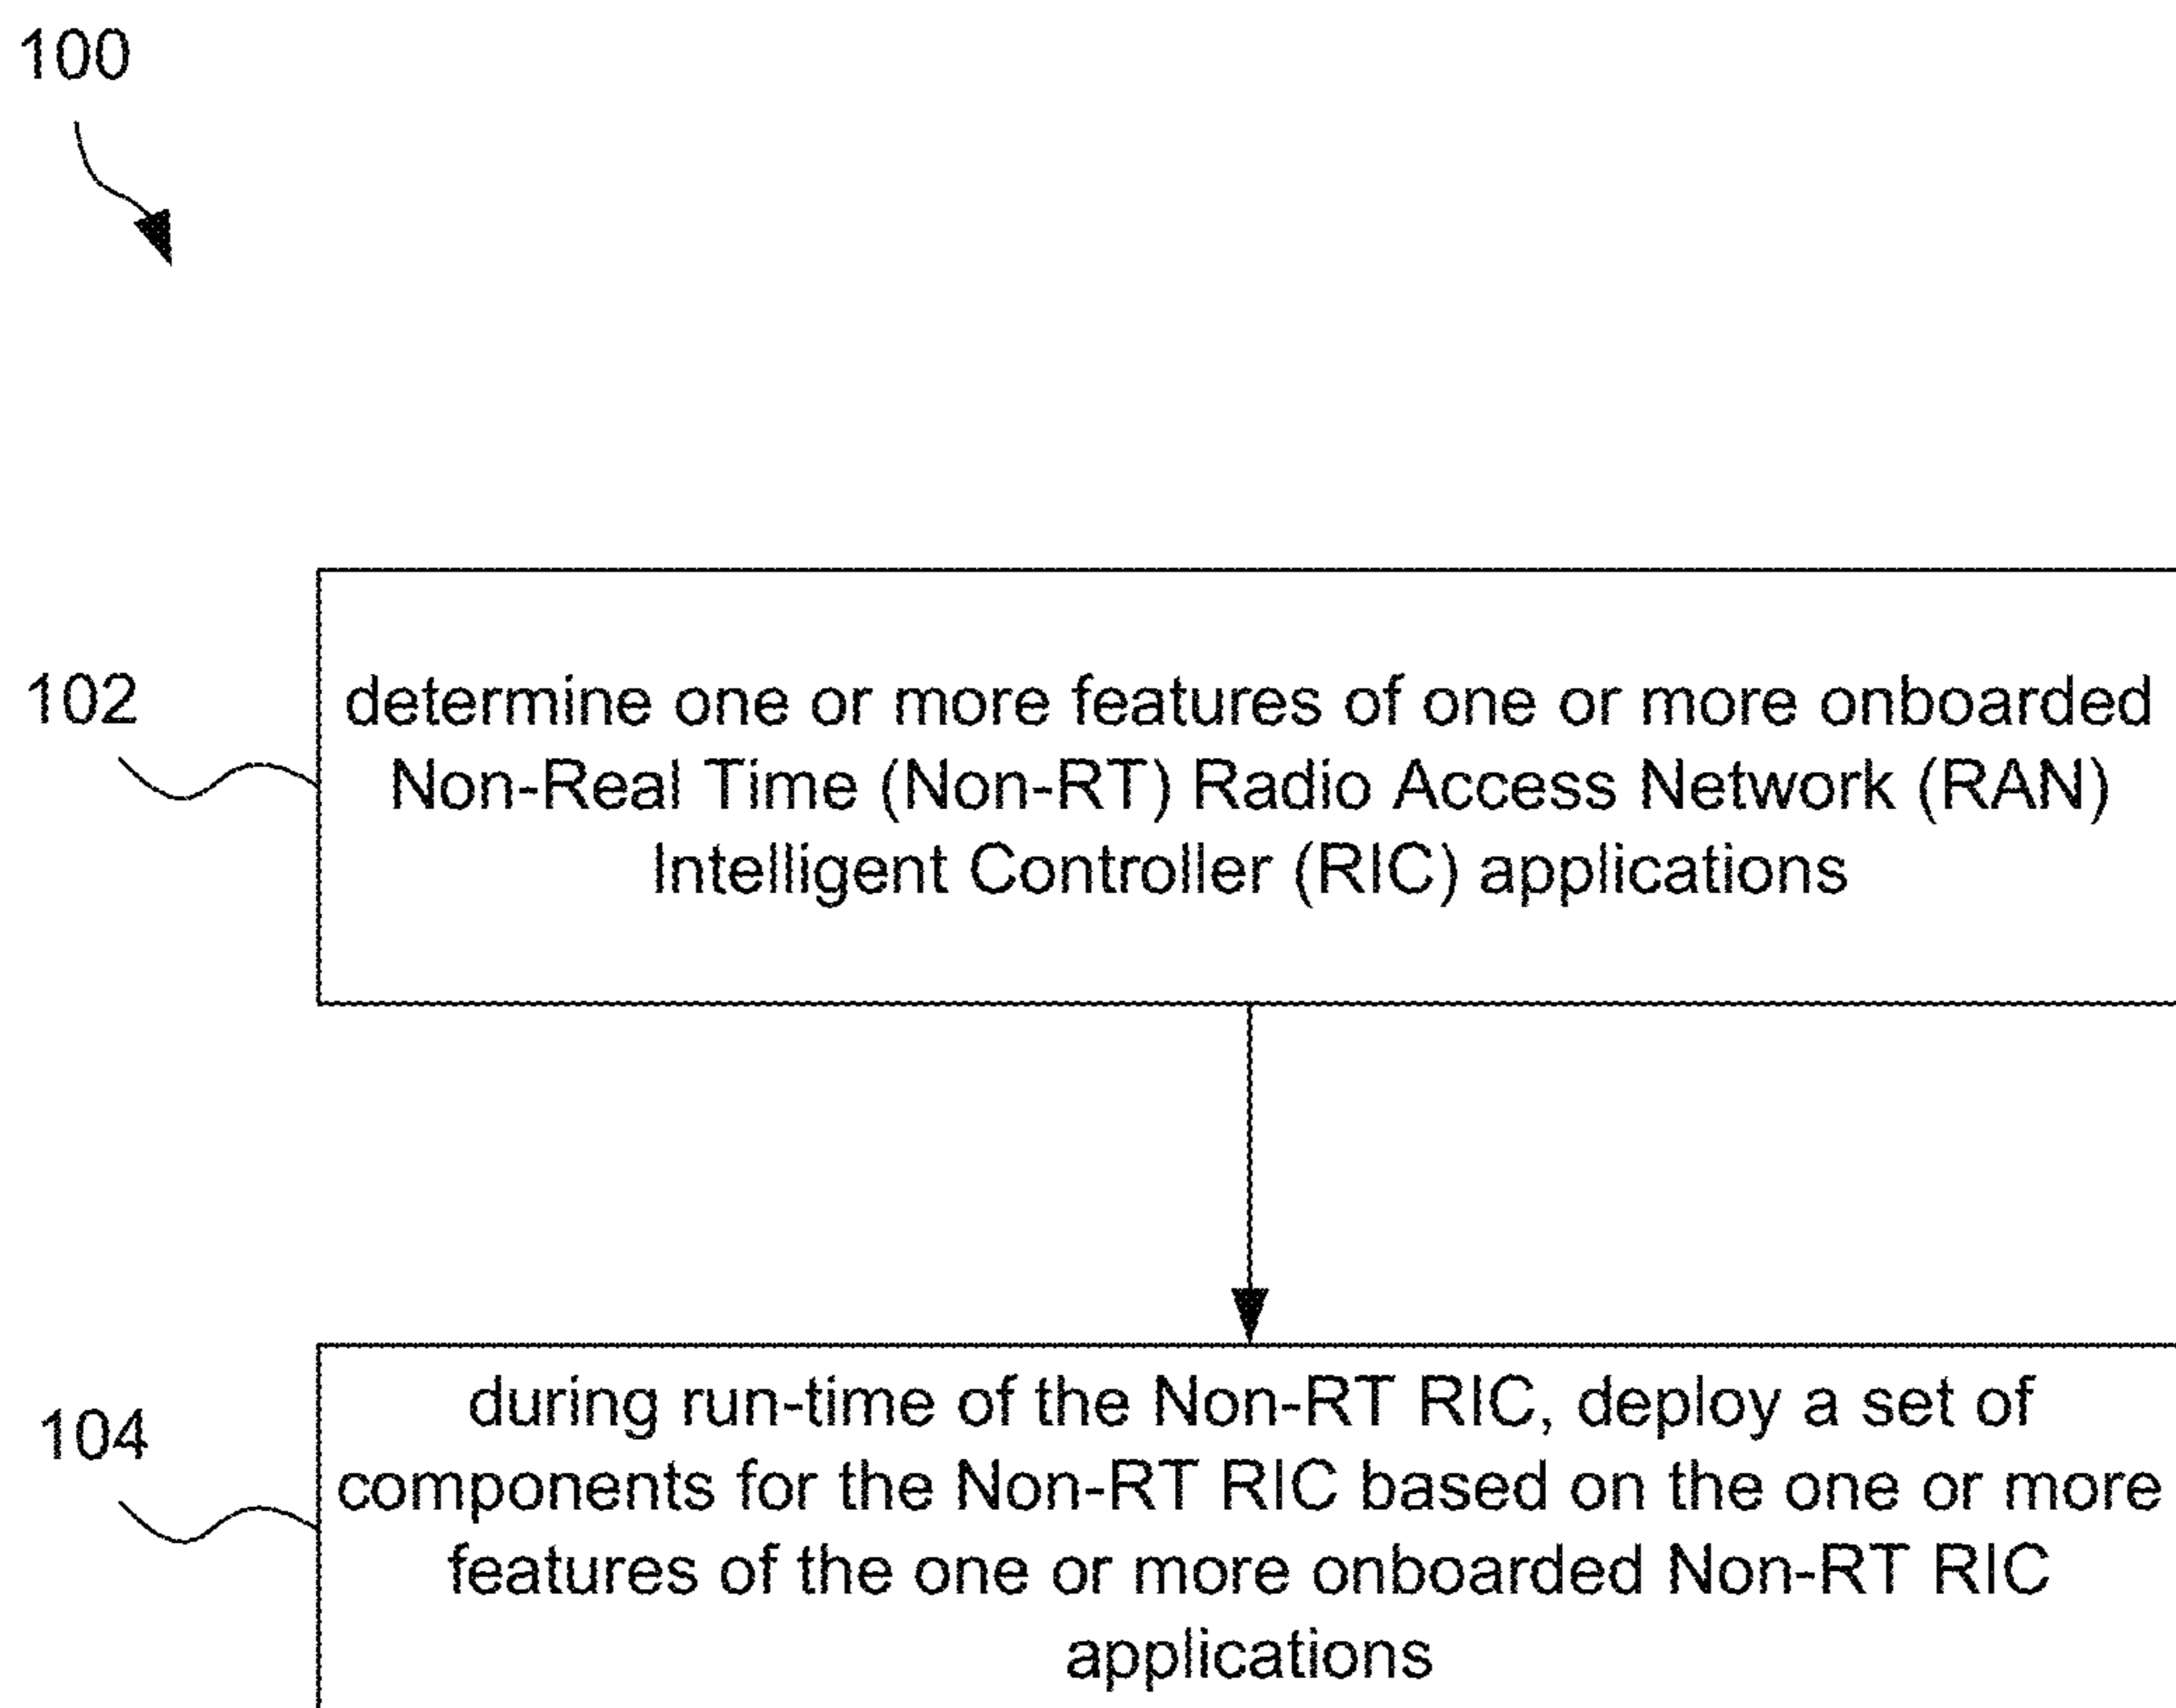 100
102
determine one or more features of one or more onboarded
Non-Real Time (Non-RT) Radio Access Network (RAN)
Intelligent Controller (RIC) applications
104
during run-time of the Non-RT RIC, deploy a set of
components for the Non-RT RIC based on the one or more
features of the one or more onboarded Non-RT RIC
applications